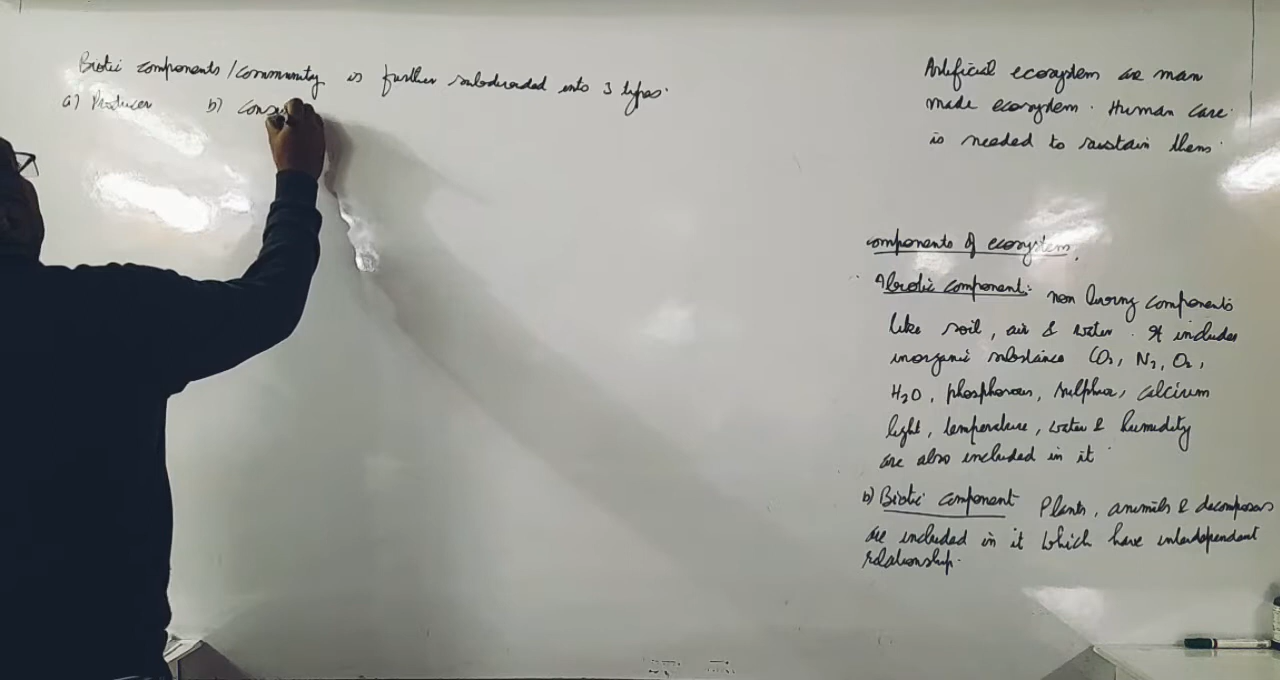 Biotic components / community is further subdivided into 3 types.
a) Producer b) Cons
Artificial ecosystem are man
made ecosystem. Human care
is needed to sustain them.
components of ecosystem.
Abiotic component: non living components
like soil, air & water. It includes
inorganic substance CO2, N2, O2,
H2O, phosphorous, sulphur, calcium
light, temperature, water & humidity
are also included in it
b) Biotic component Plants, animals & decomposers
are included in it which have interdependent
relationship.